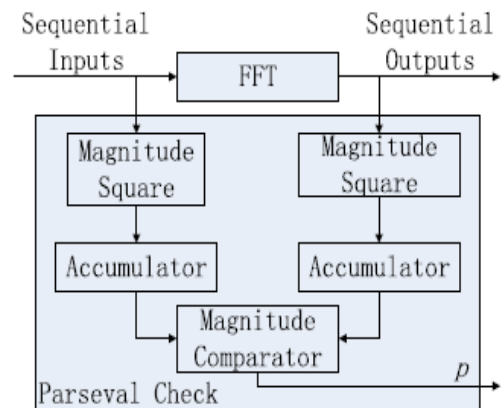 Sequential
Inputs
Sequential
Outputs
FFT
Magnitude
Square
Magnitude
Square
Accumulator
Accumulator
Magnitude
Comparator
p
Parseval Check